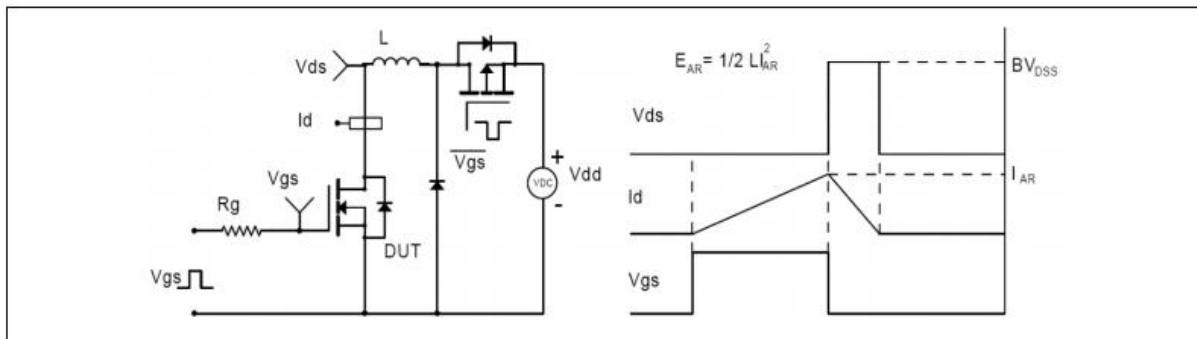 L
Vds
Id
Vgs
Vgs
Rg
DUT
Vgs
VDC
+
-
Vdd
E_AR = 1/2 LI²_AR
BV_DSS
Vds
I_AR
Id
Vgs